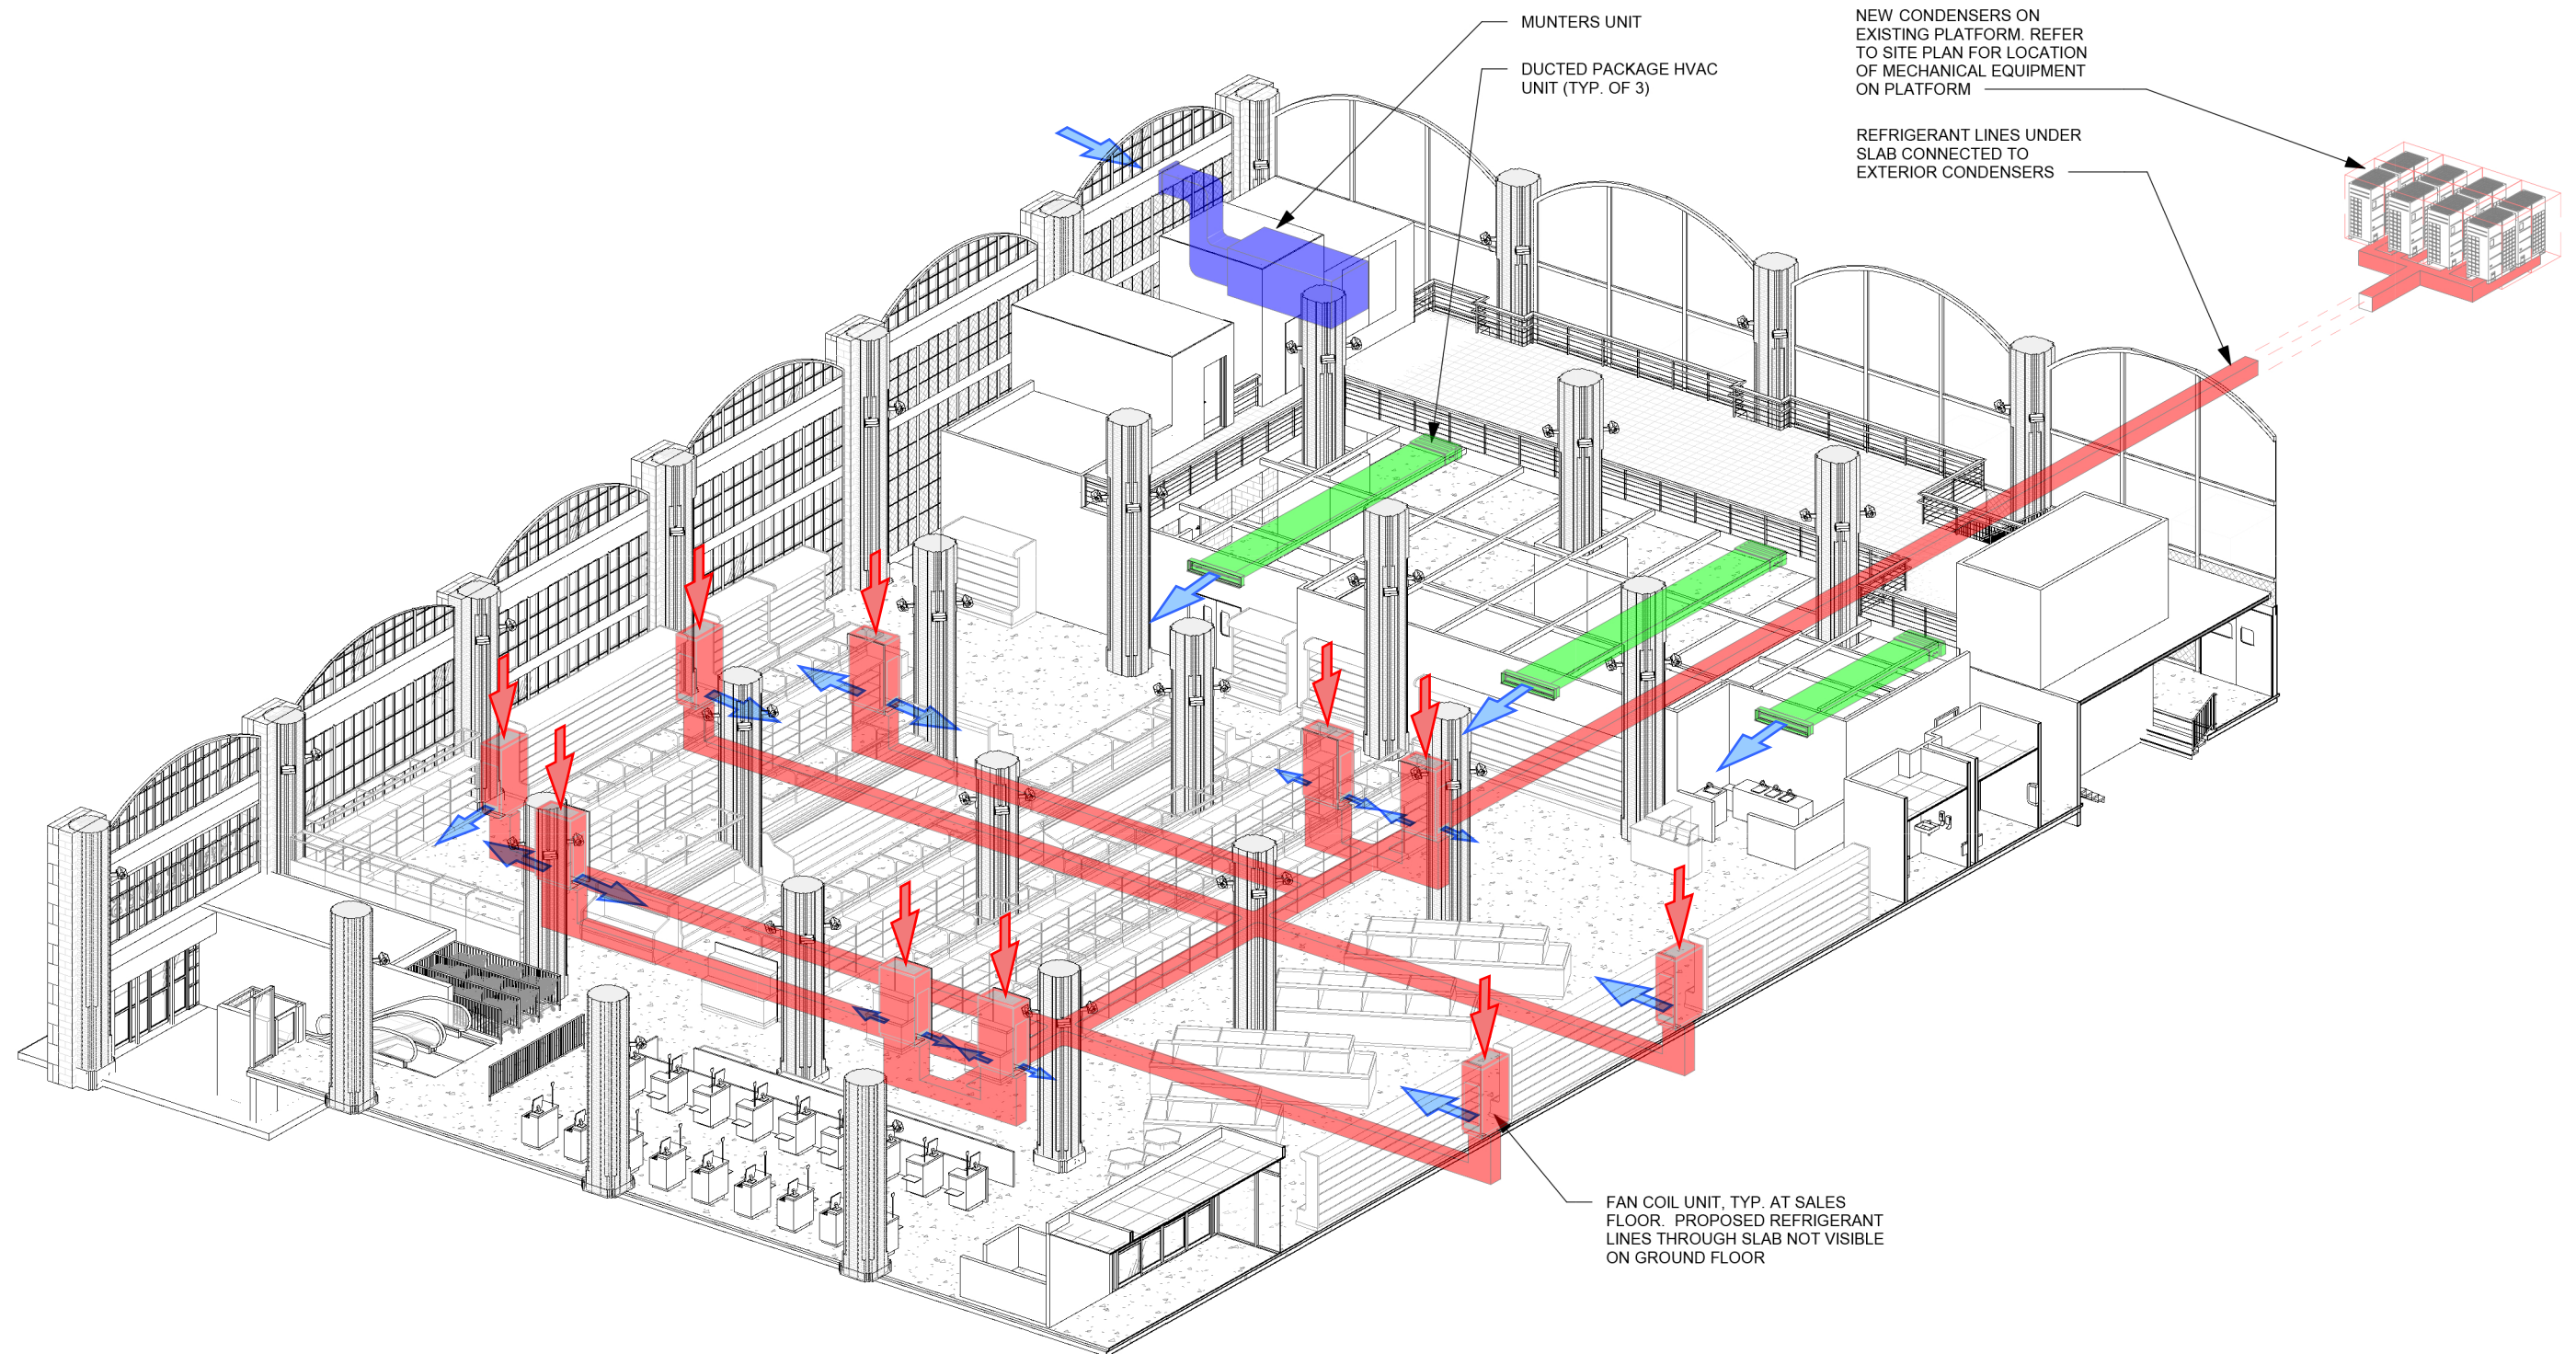 MUNTERS UNIT
DUCTED PACKAGE HVAC
UNIT (TYP. OF 3)
NEW CONDENSERS ON
EXISTING PLATFORM. REFER
TO SITE PLAN FOR LOCATION
OF MECHANICAL EQUIPMENT
ON PLATFORM
REFRIGERANT LINES UNDER
SLAB CONNECTED TO
EXTERIOR CONDENSERS
FAN COIL UNIT, TYP. AT SALES
FLOOR. PROPOSED REFRIGERANT
LINES THROUGH SLAB NOT VISIBLE
ON GROUND FLOOR